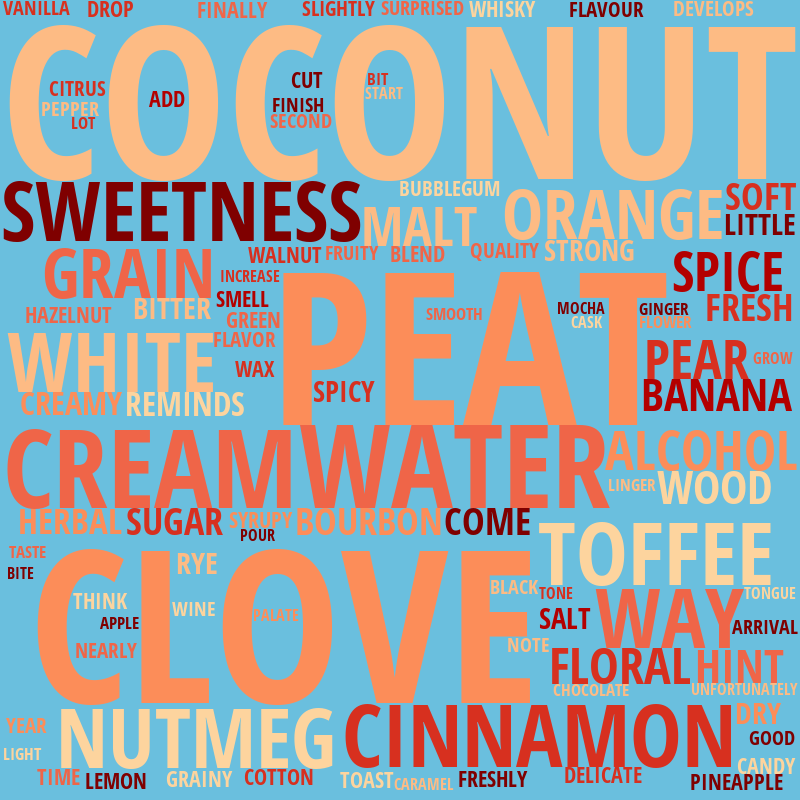 VANILLA DROP FINALLY SLIGHTLY SURPRISED WHISKY FLAVOUR DEVELOPS
COCONUT
CITRUS ADD CUT BIT
PEPPER FINISH START
LOT SECOND
SWEETNESS BUBBLEGUM ORANGE SOFT
MALT LITTLE
GRAIN WALNUT FRUITY BLEND QUALITY STRONG SPICE
INCREASE PEAT
HAZELNUT BITTER SMELL SMOOTH MOCHA GINGER FRESH
GREEN CASK FLOWER
WHITE FLAVOR PEAR GROW
WAX SPICY BANANA
CREAMY REMINDS
CREAM WATER ALCOHOL
LINGER WOOD
HERBAL SUGAR SYRUPY BOURBON COME
POUR TOFFEE
TASTE RYE
BITE CLOVE BLACK TONE TONGUE
THINK WINE PALATE SALT WAY ARRIVAL
APPLE NOTE
NEARLY FLORAL HINT
CHOCOLATE UNFORTUNATELY
YEAR NUTMEG CINNAMON DRY
LIGHT GOOD
TIME LEMON GRAINY COTTON TOAST CARAMEL FRESHLY DELICATE CANDY
PINEAPPLE